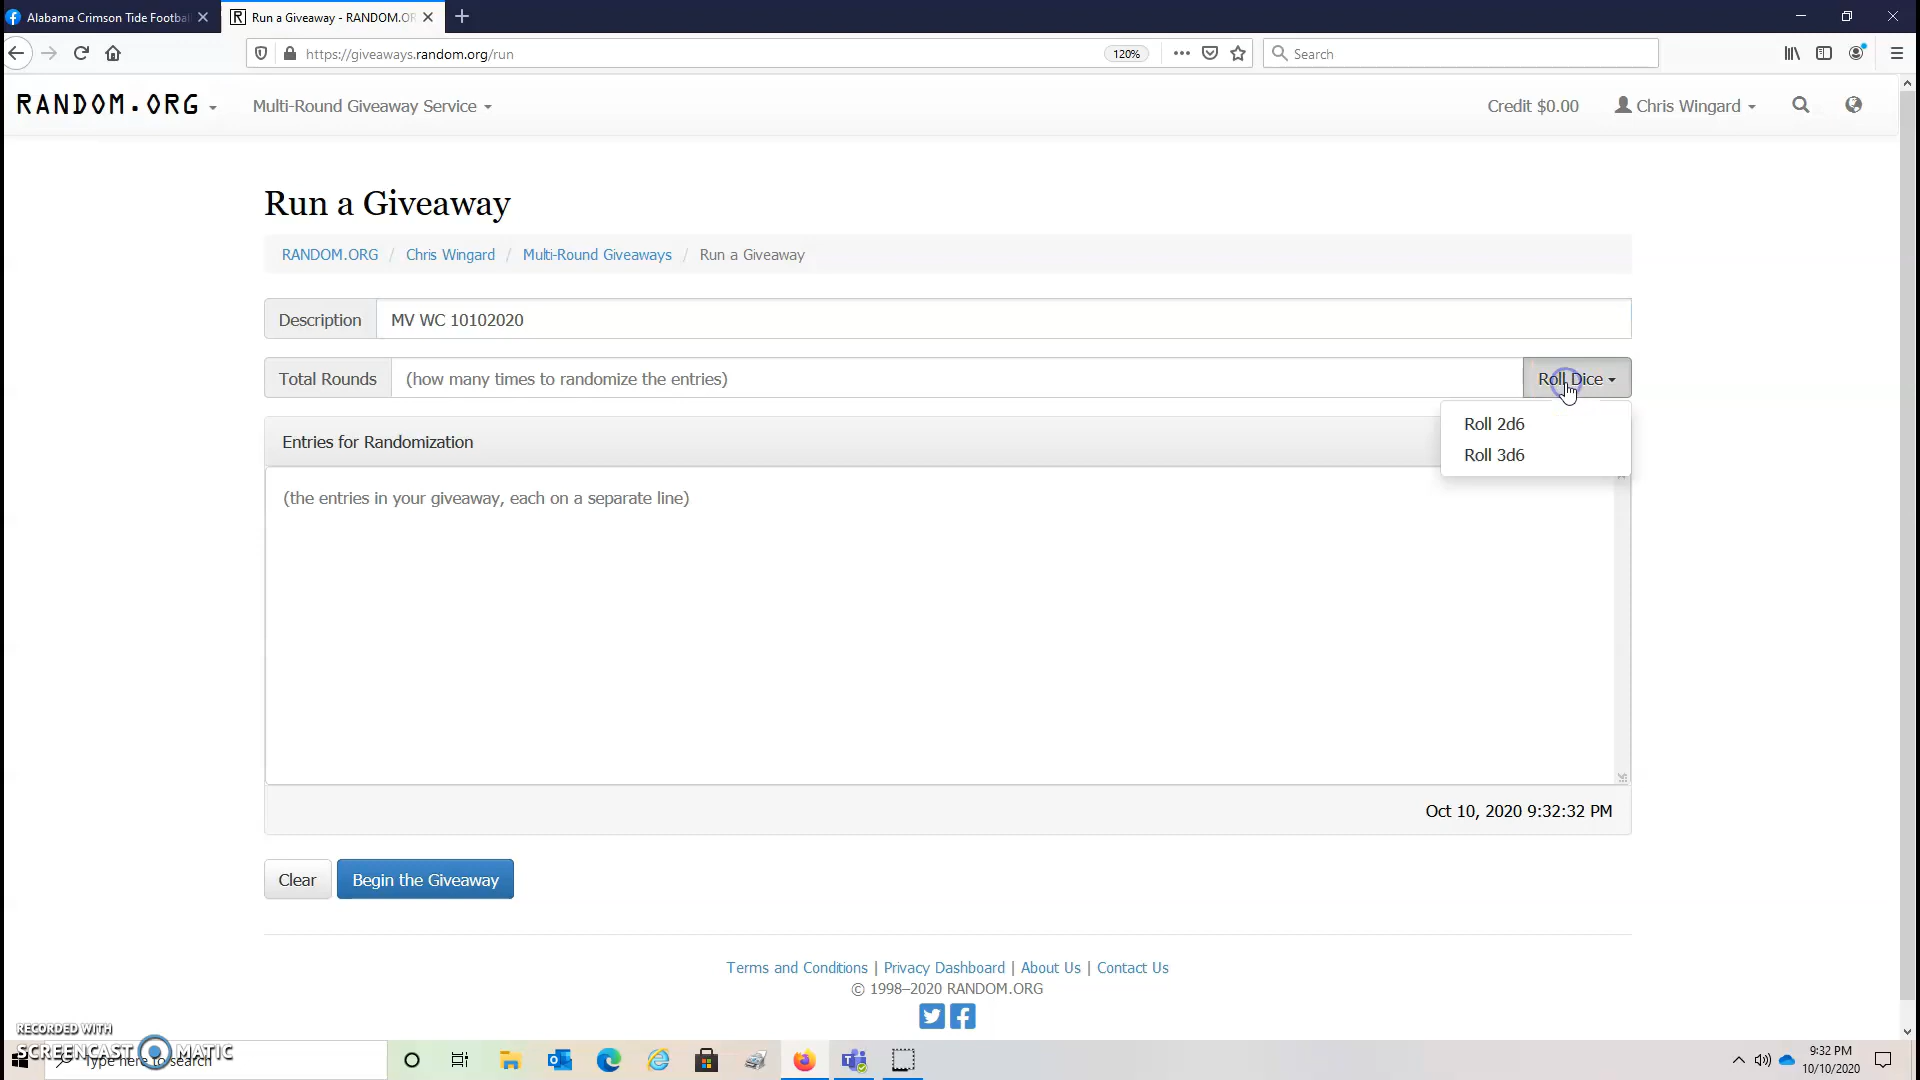 Alabama Crimson Tide Footba
Run a Giveaway - RANDOM.OR
https://giveaways.random.org/run
120%
Search
RANDOM.ORG
Multi-Round Giveaway Service
Credit $0.00
Chris Wingard
Run a Giveaway
RANDOM.ORG / Chris Wingard / Multi-Round Giveaways / Run a Giveaway
Description
MV WC 10102020
Total Rounds
(how many times to randomize the entries)
Roll Dice
Roll 2d6
Roll 3d6
Entries for Randomization
(the entries in your giveaway, each on a separate line)
Oct 10, 2020 9:32:32 PM
Clear
Begin the Giveaway
Terms and Conditions | Privacy Dashboard | About Us | Contact Us
© 1998–2020 RANDOM.ORG
RECORDED WITH
SCREENCAST MATIC
Type here to search
9:32 PM
10/10/2020